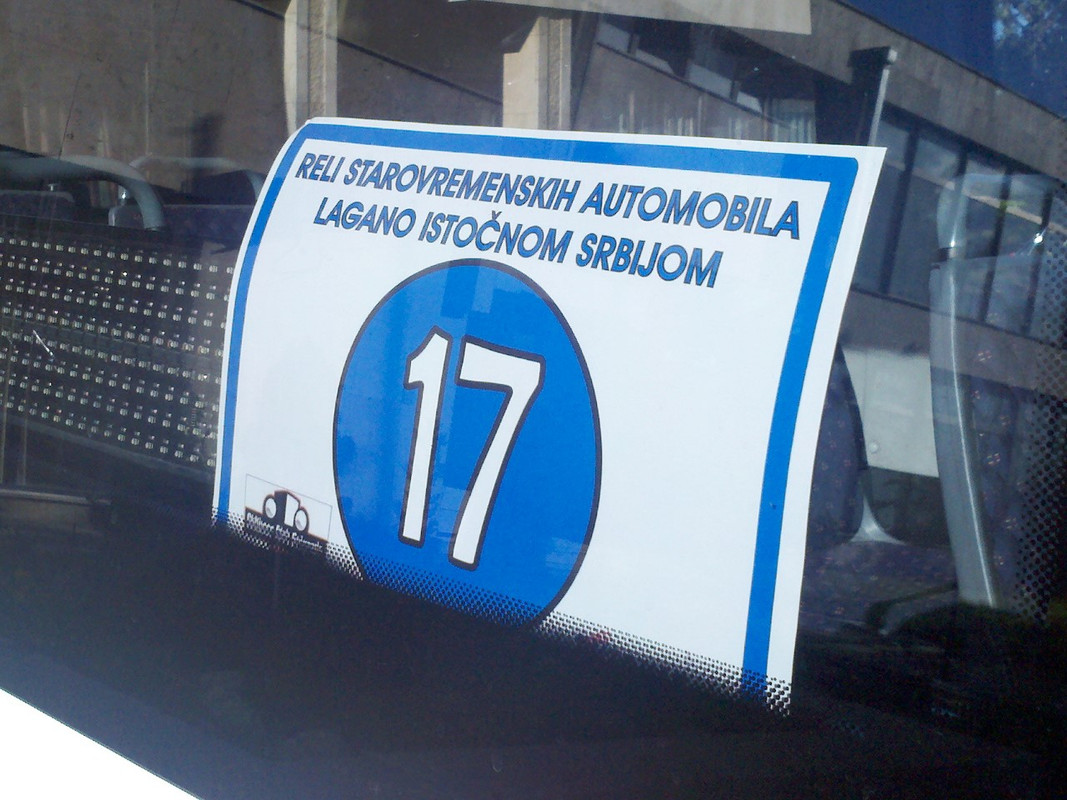 RELI STAROVREMENSKIH AUTOMOBILA
LAGANO ISTOČNOM SRBIJOM
17